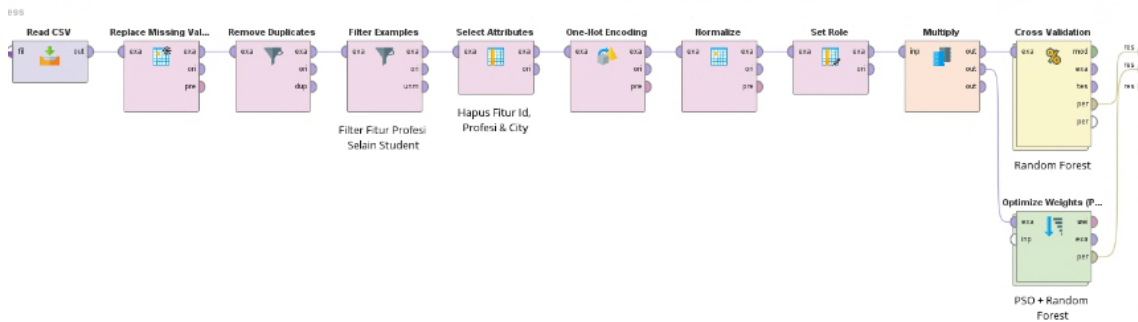 ess
Read CSV
Replace Missing Val...
Remove Duplicates
Filter Examples
Select Attributes
One-Hot Encoding
Normalize
Set Role
Multiply
Cross Validation
fil out
exa exa
ori
pre
exa exa
ori
dup
exa exa
ori
unm
exa exa
ori
exa exa
ori
pre
exa exa
ori
pre
exa exa
ori
inp out
out
out
exa mod
exa
tes
per
per
res
res
res
Filter Fitur Profesi
Selain Student
Hapus Fitur Id,
Profesi & City
Random Forest
Optimize Weights (P...
exa wei
inp exa
per
PSO + Random
Forest